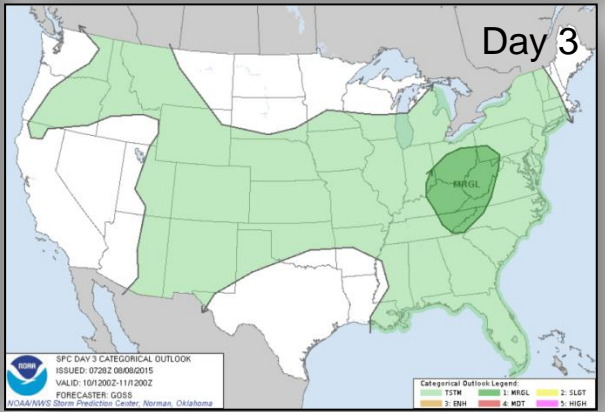 Day 3
MRGL
NOAA
SPC DAY 3 CATEGORICAL OUTLOOK
ISSUED: 0728Z 08/08/2015
VALID: 10/1200Z-11/1200Z
FORECASTER: GOSS
NOAA/NWS Storm Prediction Center, Norman, Oklahoma
Categorical Outlook Legend:
TSTM 1: MRGL 2: SLGT
3: ENH 4: MDT 5: HIGH